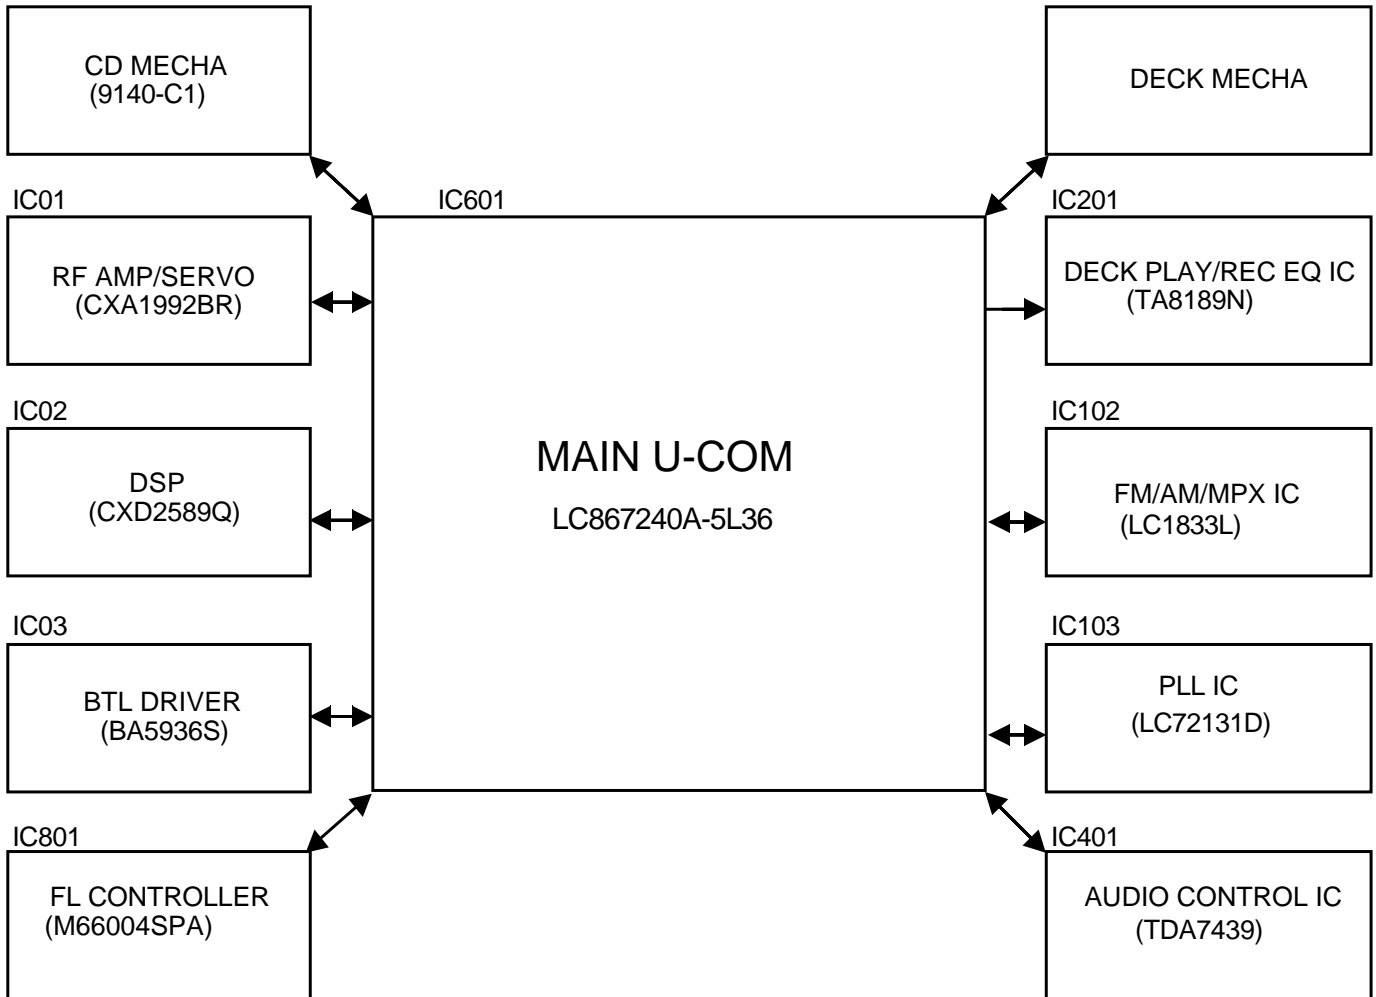 CD MECHA
(9140-C1)
DECK MECHA
IC01
IC601
IC201
RF AMP/SERVO
(CXA1992BR)
DECK PLAY/REC EQ IC
(TA8189N)
IC02
IC102
DSP
(CXD2589Q)
MAIN U-COM
LC867240A-5L36
FM/AM/MPX IC
(LC1833L)
IC03
IC103
BTL DRIVER
(BA5936S)
PLL IC
(LC72131D)
IC801
IC401
FL CONTROLLER
(M66004SPA)
AUDIO CONTROL IC
(TDA7439)